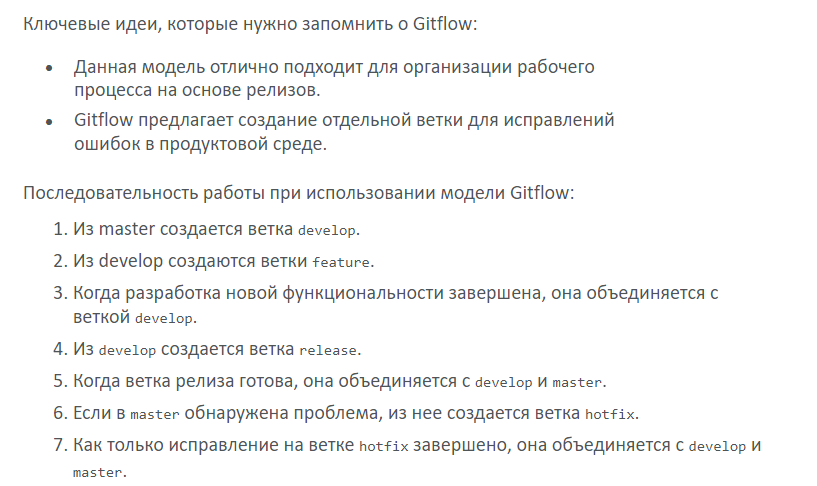 Ключевые идеи, которые нужно запомнить о Gitflow:
• Данная модель отлично подходит для организации рабочего
процесса на основе релизов.
• Gitflow предлагает создание отдельной ветки для исправлений
ошибок в продуктовой среде.
Последовательность работы при использовании модели Gitflow:
1. Из master создается ветка develop.
2. Из develop создаются ветки feature.
3. Когда разработка новой функциональности завершена, она объединяется с
веткой develop.
4. Из develop создается ветка release.
5. Когда ветка релиза готова, она объединяется с develop и master.
6. Если в master обнаружена проблема, из нее создается ветка hotfix.
7. Как только исправление на ветке hotfix завершено, она объединяется с develop и
master.